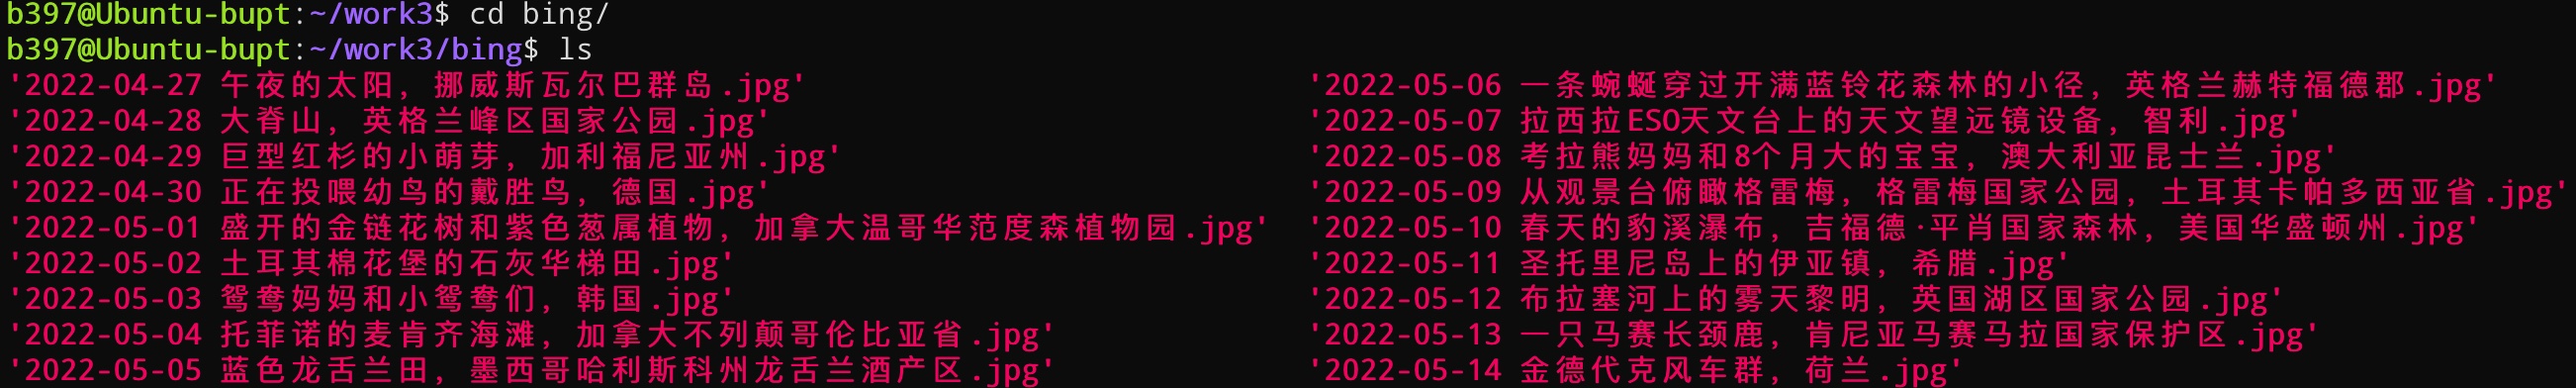 b397@Ubuntu-bupt:~/work3$ cd bing/
b397@Ubuntu-bupt:~/work3/bing$ ls
'2022-04-27 午夜的太阳，挪威斯瓦尔巴群岛.jpg' '2022-05-06 一条蜿蜒穿过开满蓝铃花森林的小径，英格兰赫特福德郡.jpg'
'2022-04-28 大脊山，英格兰峰区国家公园.jpg' '2022-05-07 拉西拉ESO天文台上的天文望远镜设备，智利.jpg'
'2022-04-29 巨型红杉的小萌芽，加利福尼亚州.jpg' '2022-05-08 考拉熊妈妈和8个月大的宝宝，澳大利亚昆士兰.jpg'
'2022-04-30 正在投喂幼鸟的戴胜鸟，德国.jpg' '2022-05-09 从观景台俯瞰格雷梅，格雷梅国家公园，土耳其卡帕多西亚省.jpg'
'2022-05-01 盛开的金链花树和紫色葱属植物，加拿大温哥华范度森植物园.jpg' '2022-05-10 春天的豹溪瀑布，吉福德·平肖国家森林，美国华盛顿州.jpg'
'2022-05-02 土耳其棉花堡的石灰华梯田.jpg' '2022-05-11 圣托里尼岛上的伊亚镇，希腊.jpg'
'2022-05-03 鸳鸯妈妈和小鸳鸯们，韩国.jpg' '2022-05-12 布拉塞河上的雾天黎明，英国湖区国家公园.jpg'
'2022-05-04 托菲诺的麦肯齐海滩，加拿大不列颠哥伦比亚省.jpg' '2022-05-13 一只马赛长颈鹿，肯尼亚马赛马拉国家保护区.jpg'
'2022-05-05 蓝色龙舌兰田，墨西哥哈利斯科州龙舌兰酒产区.jpg' '2022-05-14 金德代克风车群，荷兰.jpg'